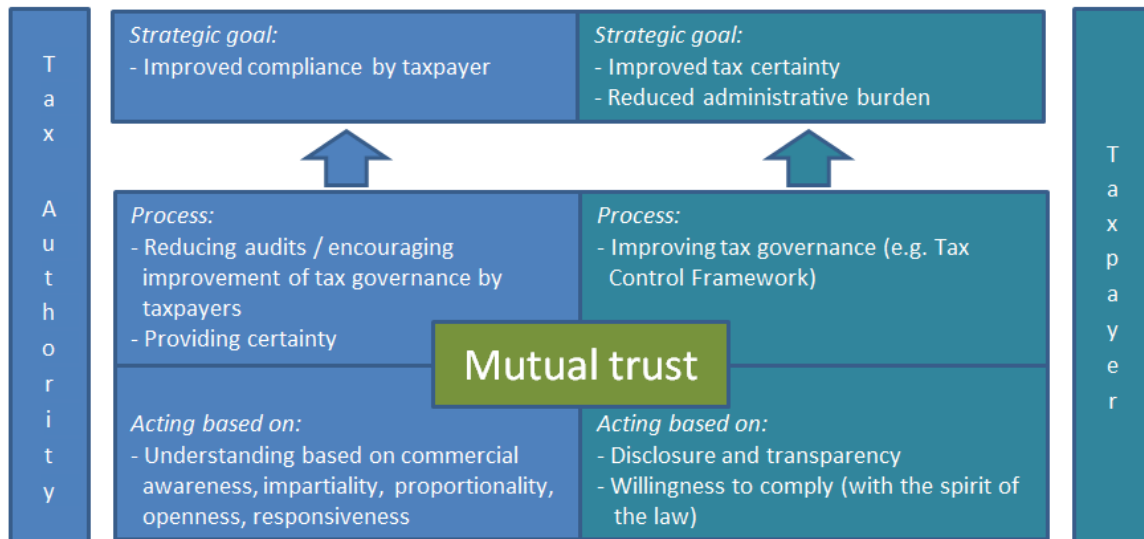 Tax Authority
Strategic goal:
- Improved compliance by taxpayer
Strategic goal:
- Improved tax certainty
- Reduced administrative burden
Process:
- Reducing audits / encouraging
improvement of tax governance by
taxpayers
- Providing certainty
Process:
- Improving tax governance (e.g. Tax
Control Framework)
Mutual trust
Acting based on:
- Understanding based on commercial
awareness, impartiality, proportionality,
openness, responsiveness
Acting based on:
- Disclosure and transparency
- Willingness to comply (with the spirit of
the law)
Taxpayer